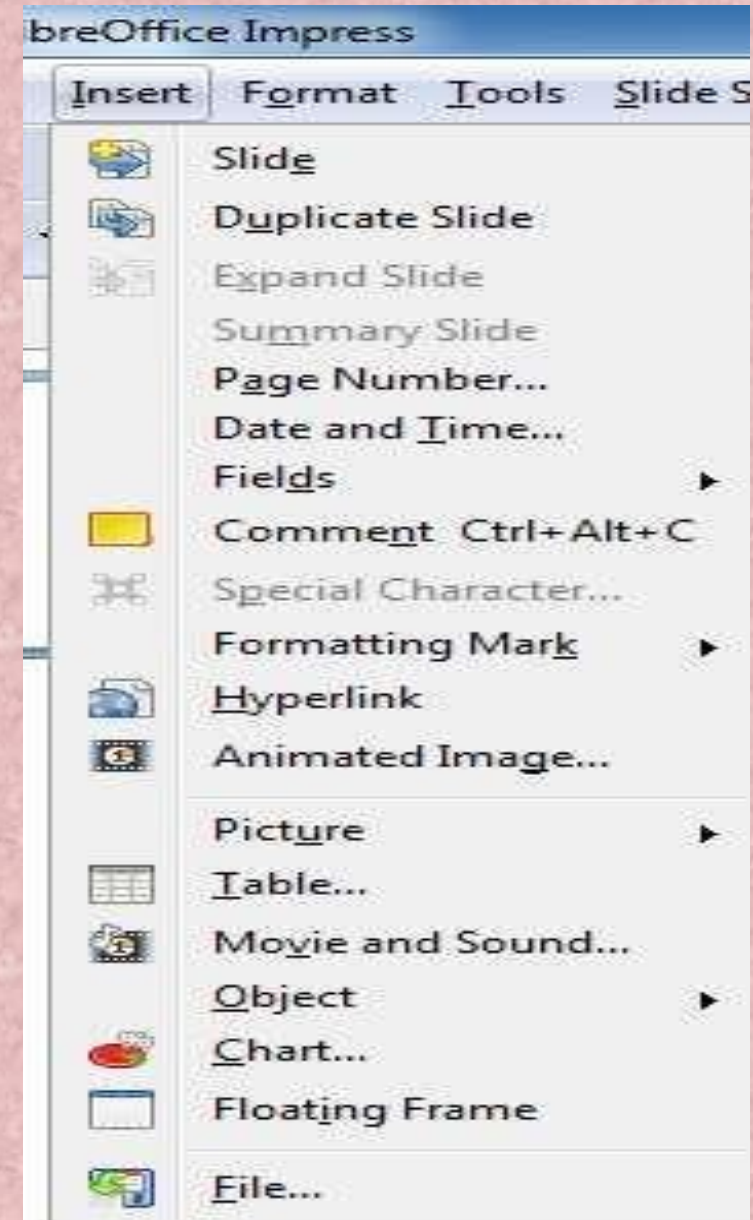 breOffice Impress
Insert Format Tools Slide S
Slide
Duplicate Slide
Expand Slide
Summary Slide
Page Number...
Date and Time...
Fields
Comment Ctrl+Alt+C
Special Character...
Formatting Mark
Hyperlink
Animated Image...
Picture
Table...
Movie and Sound...
Object
Chart...
Floating Frame
File...